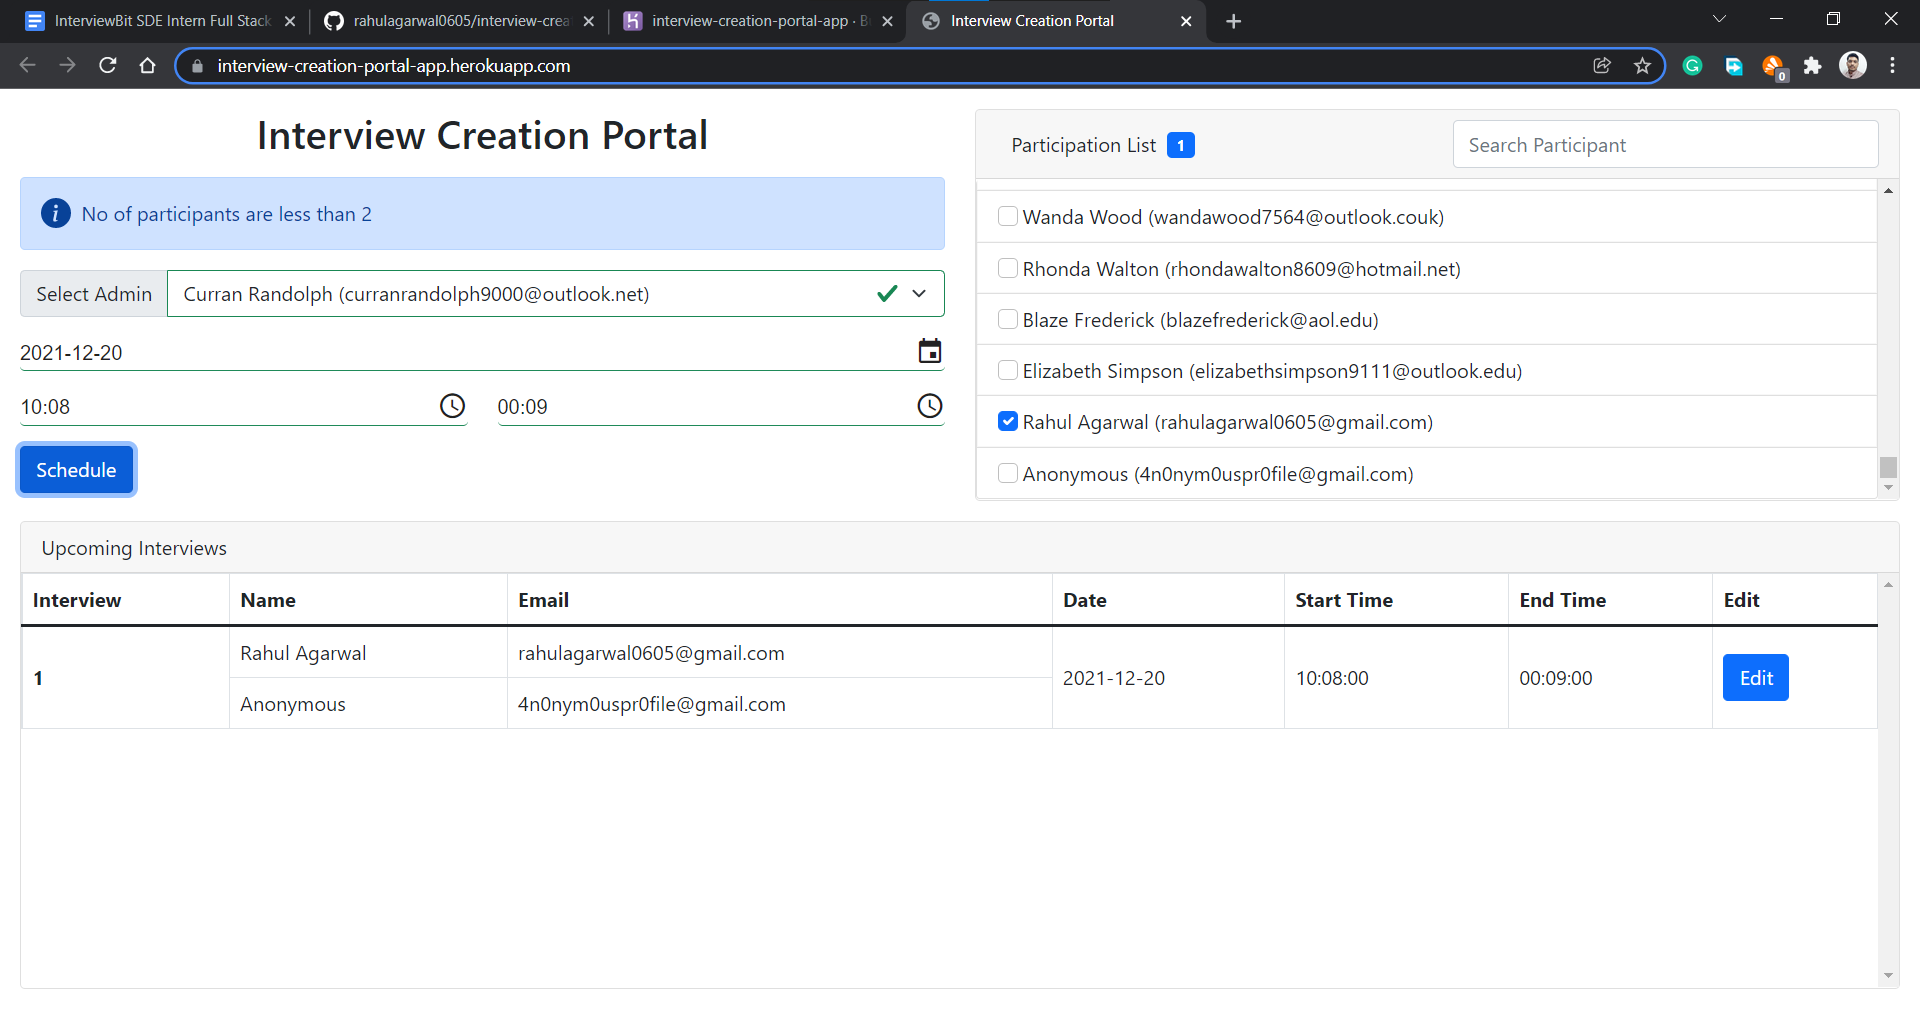 InterviewBit SDE Intern Full Stack
rahulagarwal0605/interview-crea
interview-creation-portal-app · B
Interview Creation Portal
interview-creation-portal-app.herokuapp.com
0
Interview Creation Portal
No of participants are less than 2
Select Admin
Curran Randolph (curranrandolph9000@outlook.net)
2021-12-20
10:08
00:09
Schedule
Participation List 1
Search Participant
Wanda Wood (wandawood7564@outlook.couk)
Rhonda Walton (rhondawalton8609@hotmail.net)
Blaze Frederick (blazefrederick@aol.edu)
Elizabeth Simpson (elizabethsimpson9111@outlook.edu)
Rahul Agarwal (rahulagarwal0605@gmail.com)
Anonymous (4n0nym0uspr0file@gmail.com)
Upcoming Interviews
Interview Name Email Date Start Time End Time Edit
Rahul Agarwal rahulagarwal0605@gmail.com
1 2021-12-20 10:08:00 00:09:00 Edit
Anonymous 4n0nym0uspr0file@gmail.com